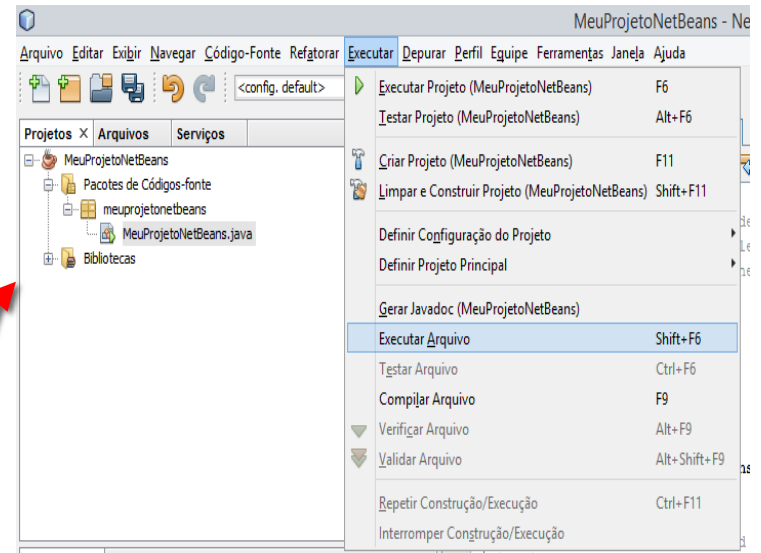 MeuProjetoNetBeans - Ne
Arquivo Editar Exibir Navegar Código-Fonte Refatorar Executar Depurar Perfil Equipe Ferramentas Janela Ajuda
<config. default>
Projetos X Arquivos Serviços
MeuProjetoNetBeans
Pacotes de Códigos-fonte
meuprojetonetbeans
MeuProjetoNetBeans.java
Bibliotecas
Executar Projeto (MeuProjetoNetBeans) F6
Testar Projeto (MeuProjetoNetBeans) Alt+F6
Criar Projeto (MeuProjetoNetBeans) F11
Limpar e Construir Projeto (MeuProjetoNetBeans) Shift+F11
Definir Configuração do Projeto
Definir Projeto Principal
Gerar Javadoc (MeuProjetoNetBeans)
Executar Arquivo Shift+F6
Testar Arquivo Ctrl+F6
Compilar Arquivo F9
Verificar Arquivo Alt+F9
Validar Arquivo Alt+Shift+F9
Repetir Construção/Execução Ctrl+F11
Interromper Construção/Execução